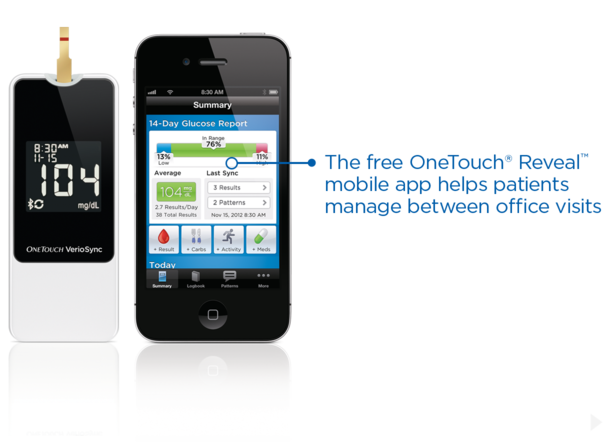 8:30 AM
11-15
104
mg/dL
ONETOUCH VerioSync
8:30 AM
Summary
14-Day Glucose Report
In Range
76%
13%
Low
11%
High
Average
104
2.7 Results/Day
38 Total Results
Last Sync
3 Results
2 Patterns
Nov 15, 2012 8:30 AM
+ Result
+ Carbs
+ Activity
+ Meds
Today
Summary
Logbook
Patterns
More
The free OneTouch® Reveal™
mobile app helps patients
manage between office visits